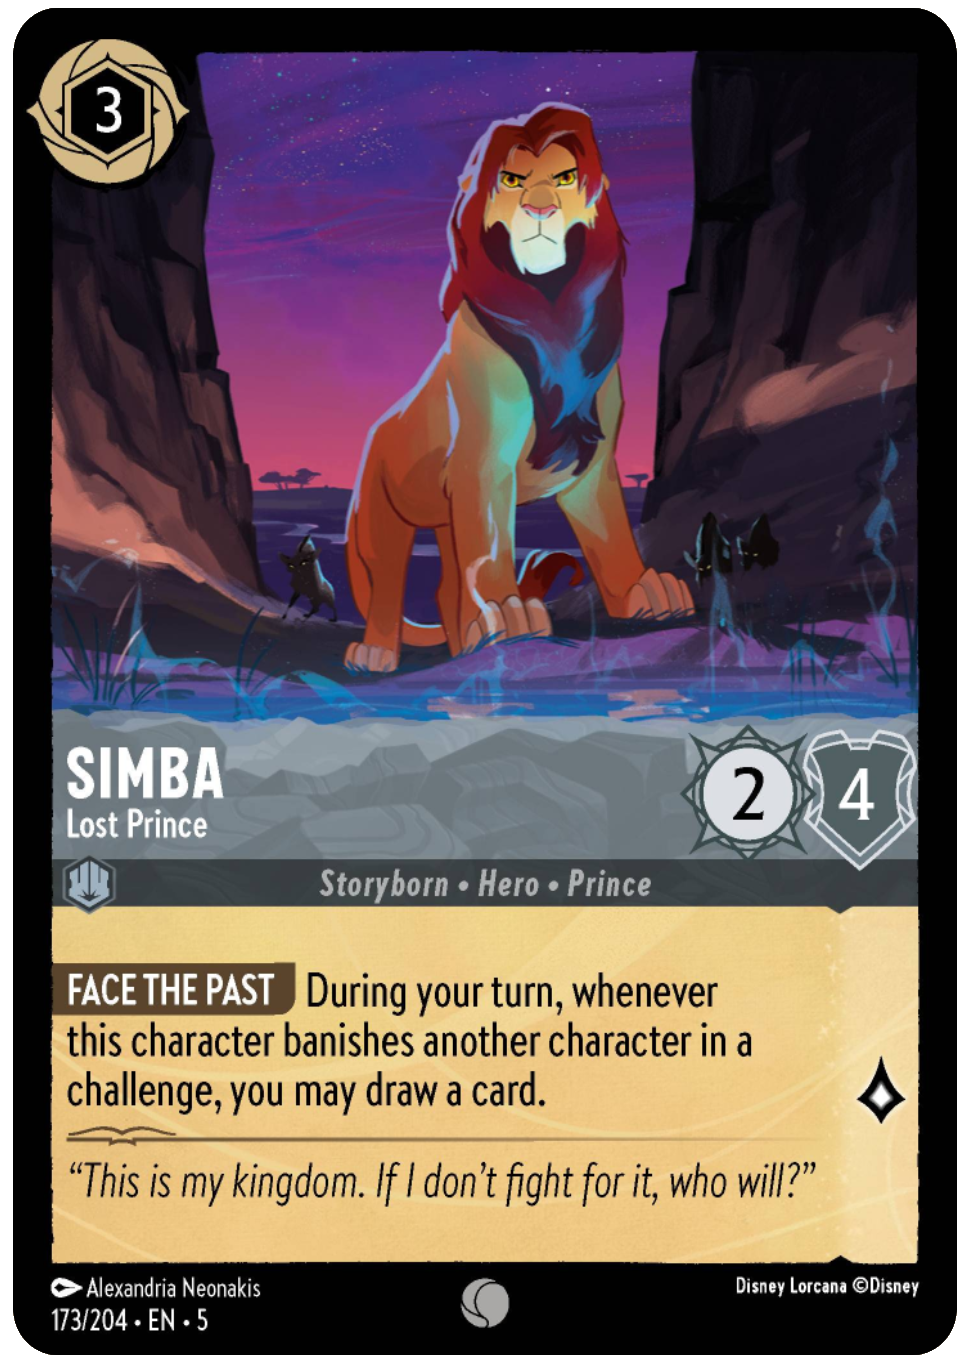 3
SIMBA
Lost Prince
2
4
Storyborn • Hero • Prince
FACE THE PAST During your turn, whenever
this character banishes another character in a
challenge, you may draw a card.
“This is my kingdom. If I don’t fight for it, who will?”
Alexandria Neonakis
Disney Lorcana ©Disney
173/204 • EN • 5